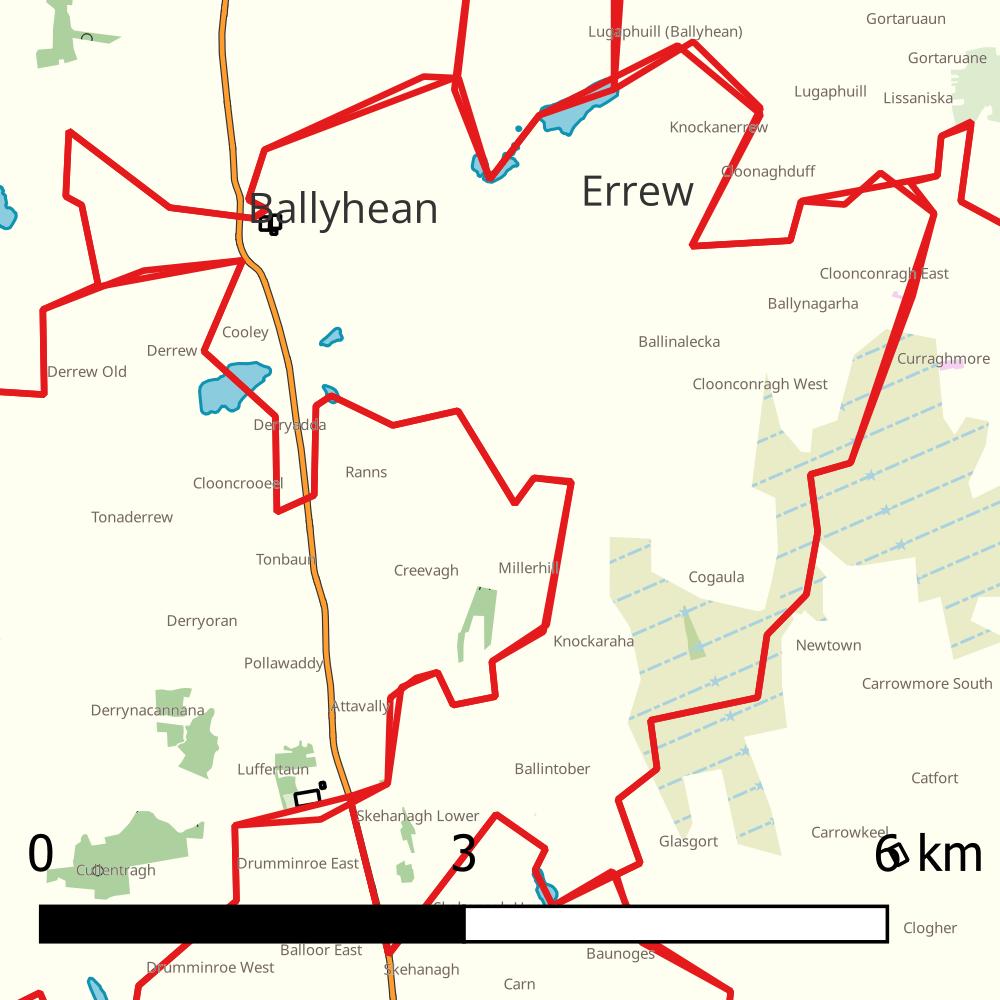 Gortaruaun
Lugaphuill (Ballyhean)
Gortaruane
Lugaphuill
Lissaniska
Knockanerrew
Cloonaghduff
Errew
Ballyhean
Cloonconragh East
Ballynagarha
Cooley
Ballinalecka
Derrew
Curraghmore
Derrew Old
Cloonconragh West
Derryadda
Ranns
Clooncrooeel
Tonaderrew
Tonbaun
Creevagh
Millerhill
Cogaula
Derryoran
Knockaraha
Newtown
Pollawaddy
Carrowmore South
Attavally
Derrynacannana
Luffertaun
Ballintober
Catfort
Skehanagh Lower
Carrowkeel
Glasgort
0
3
6 km
Drumminroe East
Cullentragh
Clogher
Balloor East
Baunoges
Drumminroe West
Skehanagh
Carn